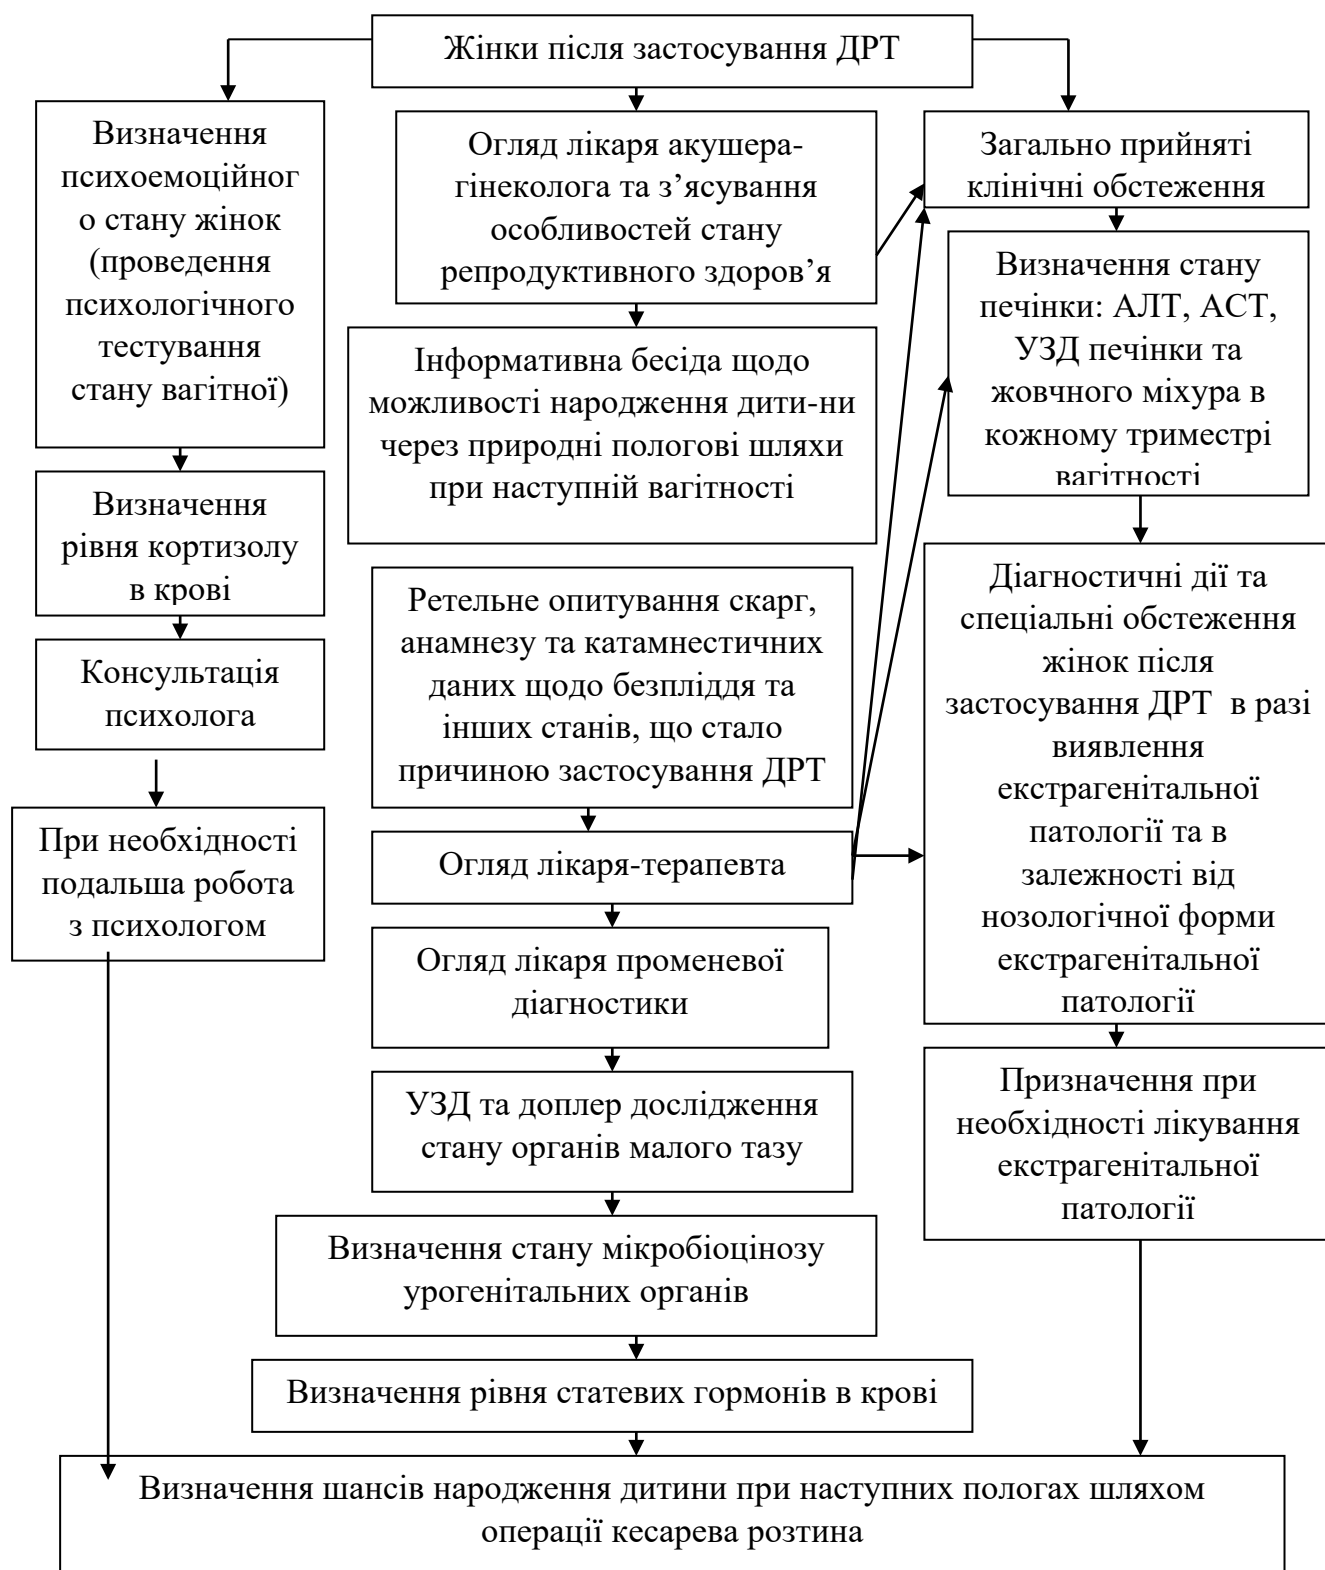 Жінки після застосування ДРТ
Визначення
психоемоційног
о стану жінок
(проведення
психологічного
тестування
стану вагітної)
Визначення
рівня кортизолу
в крові
Консультація
психолога
При необхідності
подальша робота
з психологом
Огляд лікаря акушера-
гінеколога та з’ясування
особливостей стану
репродуктивного здоров’я
Інформативна бесіда щодо
можливості народження дити-ни
через природні пологові шляхи
при наступній вагітності
Ретельне опитування скарг,
анамнезу та катамнестичних
даних щодо безпліддя та
інших станів, що стало
причиною застосування ДРТ
Огляд лікаря-терапевта
Огляд лікаря променевої
діагностики
УЗД та доплер дослідження
стану органів малого тазу
Визначення стану мікробіоцінозу
урогенітальних органів
Визначення рівня статевих гормонів в крові
Загально прийняті
клінічні обстеження
Визначення стану
печінки: АЛТ, АСТ,
УЗД печінки та
жовчного міхура в
кожному триместрі
вагітності
Діагностичні дії та
спеціальні обстеження
жінок після
застосування ДРТ в разі
виявлення
екстрагенітальної
патології та в
залежності від
нозологічної форми
екстрагенітальної
патології
Призначення при
необхідності лікування
екстрагенітальної
патології
Визначення шансів народження дитини при наступних пологах шляхом
операції кесарева розтина